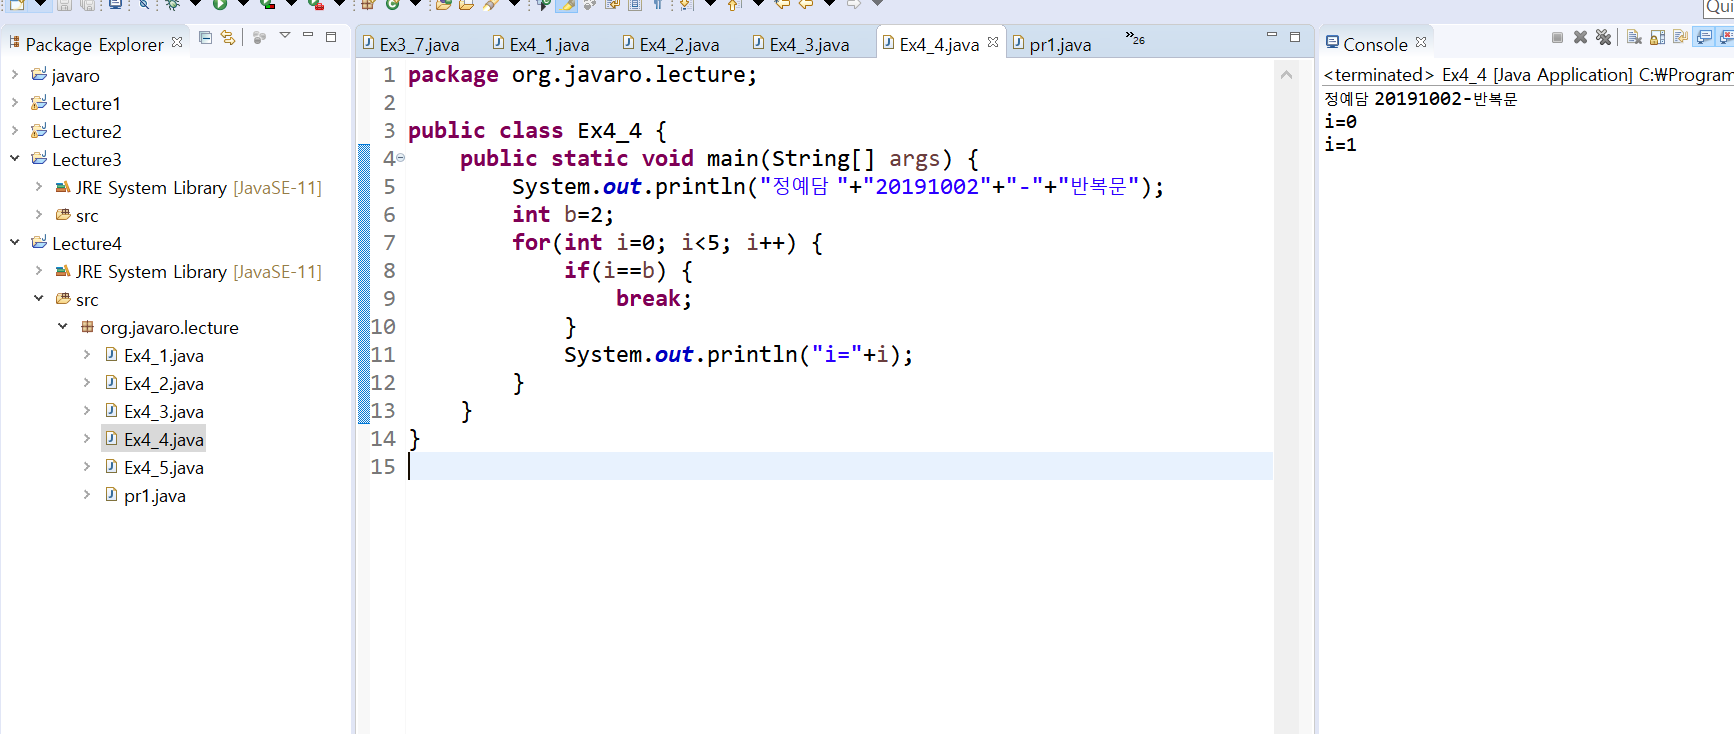 Qui
Package Explorer
javaro
Lecture1
Lecture2
Lecture3
JRE System Library [JavaSE-11]
src
Lecture4
JRE System Library [JavaSE-11]
src
org.javaro.lecture
Ex4_1.java
Ex4_2.java
Ex4_3.java
Ex4_4.java
Ex4_5.java
pr1.java
Ex3_7.java Ex4_1.java Ex4_2.java Ex4_3.java Ex4_4.java pr1.java »26
1 package org.javaro.lecture;
2
3 public class Ex4_4 {
4 public static void main(String[] args) {
5 System.out.println("정예담 "+"20191002"+"-"+"반복문");
6 int b=2;
7 for(int i=0; i<5; i++) {
8 if(i==b) {
9 break;
10 }
11 System.out.println("i="+i);
12 }
13 }
14 }
15
Console
<terminated> Ex4_4 [Java Application] C:₩Program
정예담 20191002-반복문
i=0
i=1